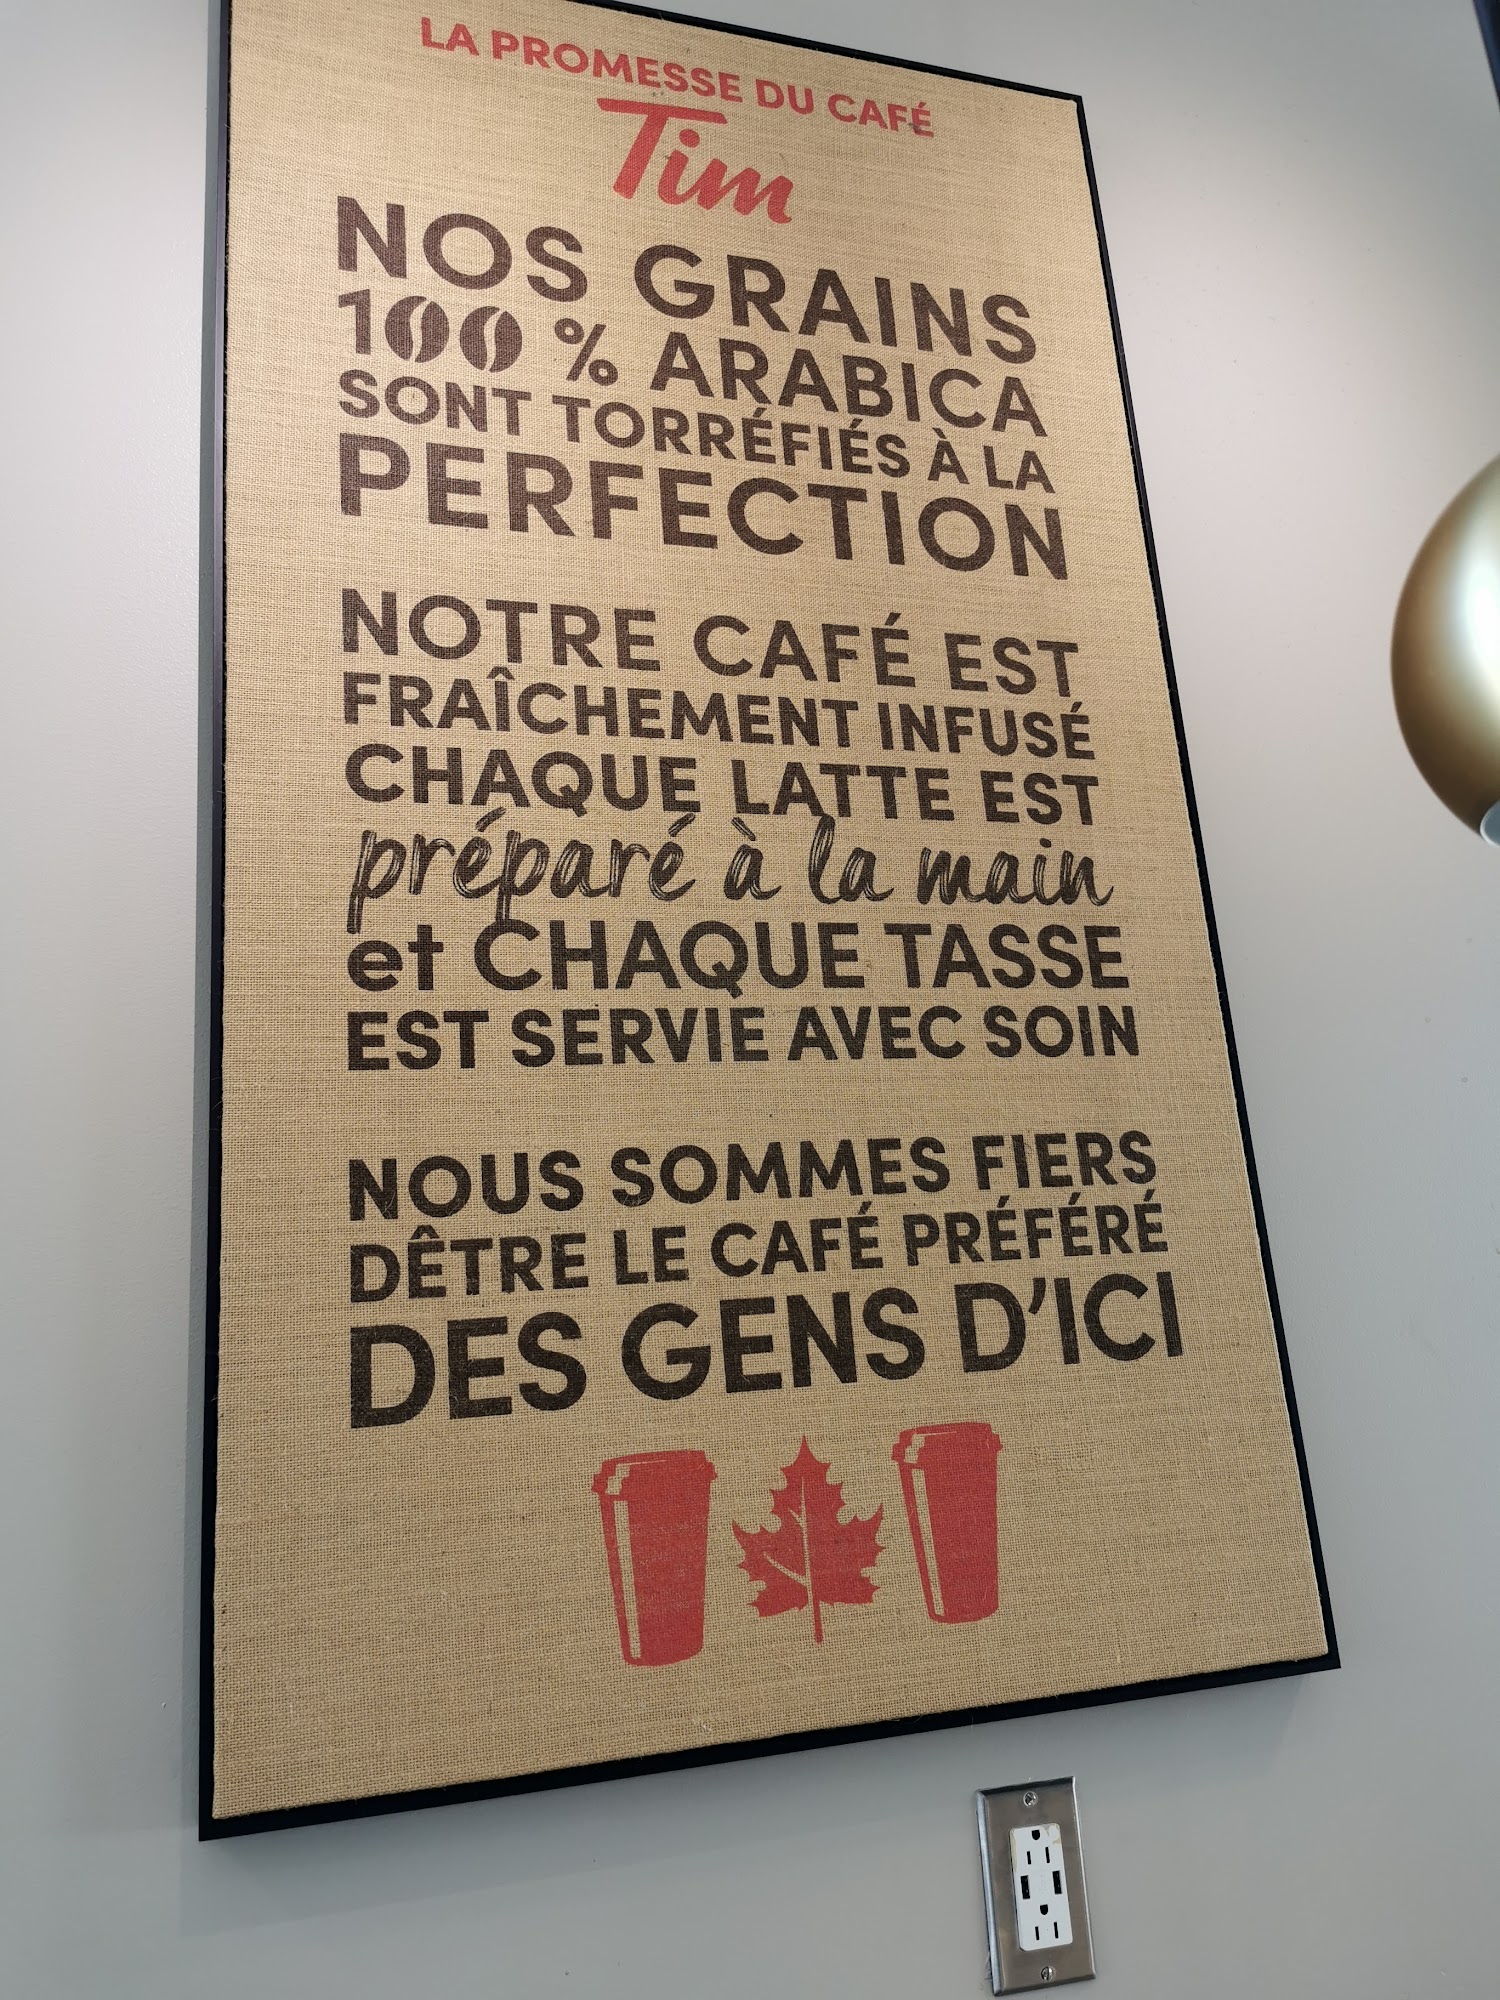 LA PROMESSE DU CAFÉ
Tim
NOS GRAINS
100 % ARABICA
SONT TORRÉFIÉS À LA
PERFECTION
NOTRE CAFÉ EST
FRAÎCHEMENT INFUSÉ
CHAQUE LATTE EST
préparé à la main
et CHAQUE TASSE
EST SERVIE AVEC SOIN
NOUS SOMMES FIERS
DÊTRE LE CAFÉ PRÉFÉRÉ
DES GENS D'ICI